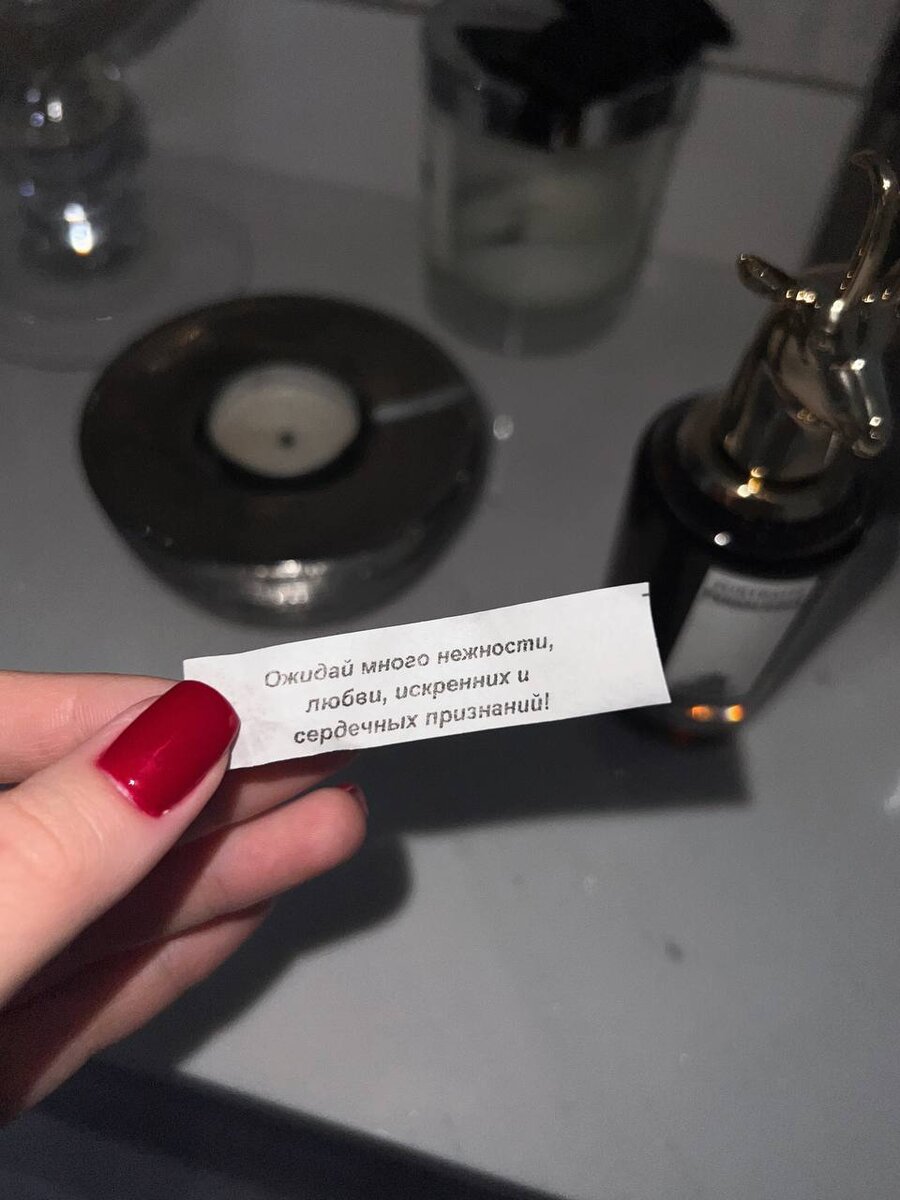 Ожидай много нежности,
любви, искренних и
сердечных признаний!